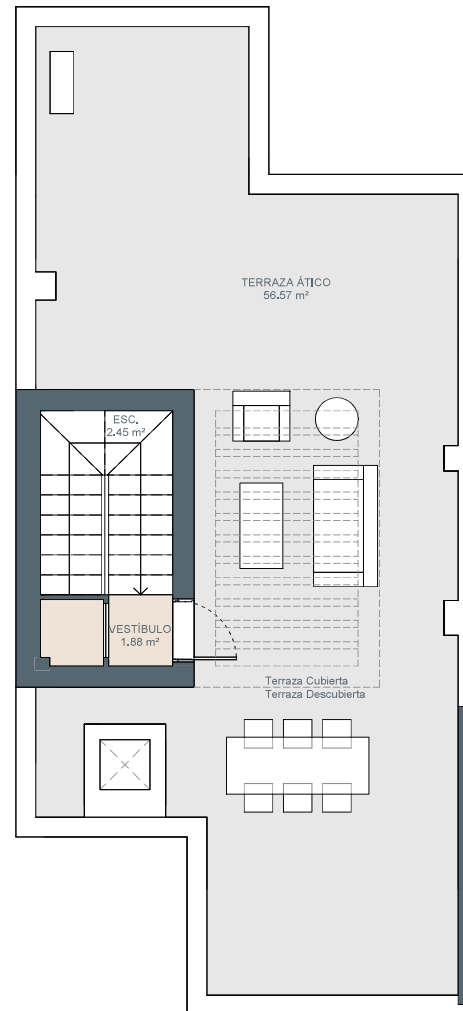 TERRAZA ÁTICO
56.57 m²
ESC.
2.45 m²
VESTÍBULO
1.88 m²
Terraza Cubierta
Terraza Descubierta